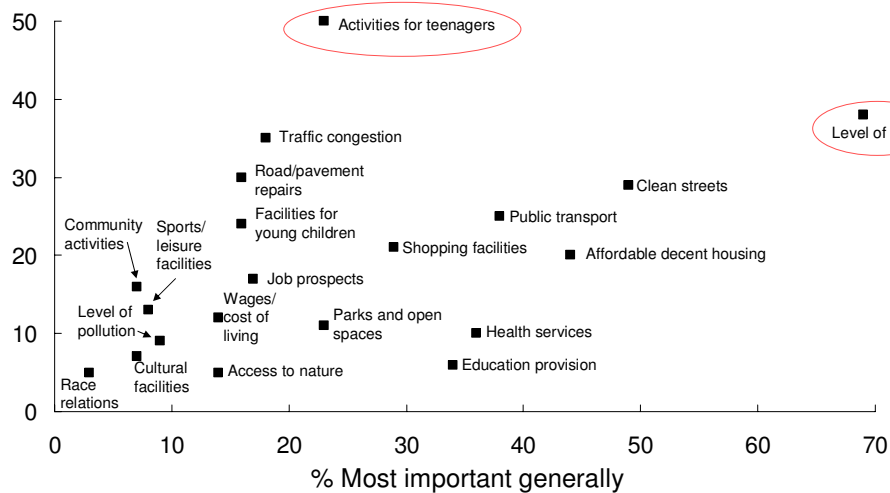 50
Activities for teenagers
40
Level of
Traffic congestion
30
Road/pavement
repairs
Clean streets
Facilities for
young children
Public transport
Community
activities
Sports/
leisure
facilities
20
Shopping facilities
Affordable decent housing
Job prospects
Wages/
cost of
living
Level of
pollution
Parks and open
spaces
10
Health services
Education provision
Cultural
facilities
Access to nature
Race
relations
0
0 10 20 30 40 50 60 70
% Most important generally